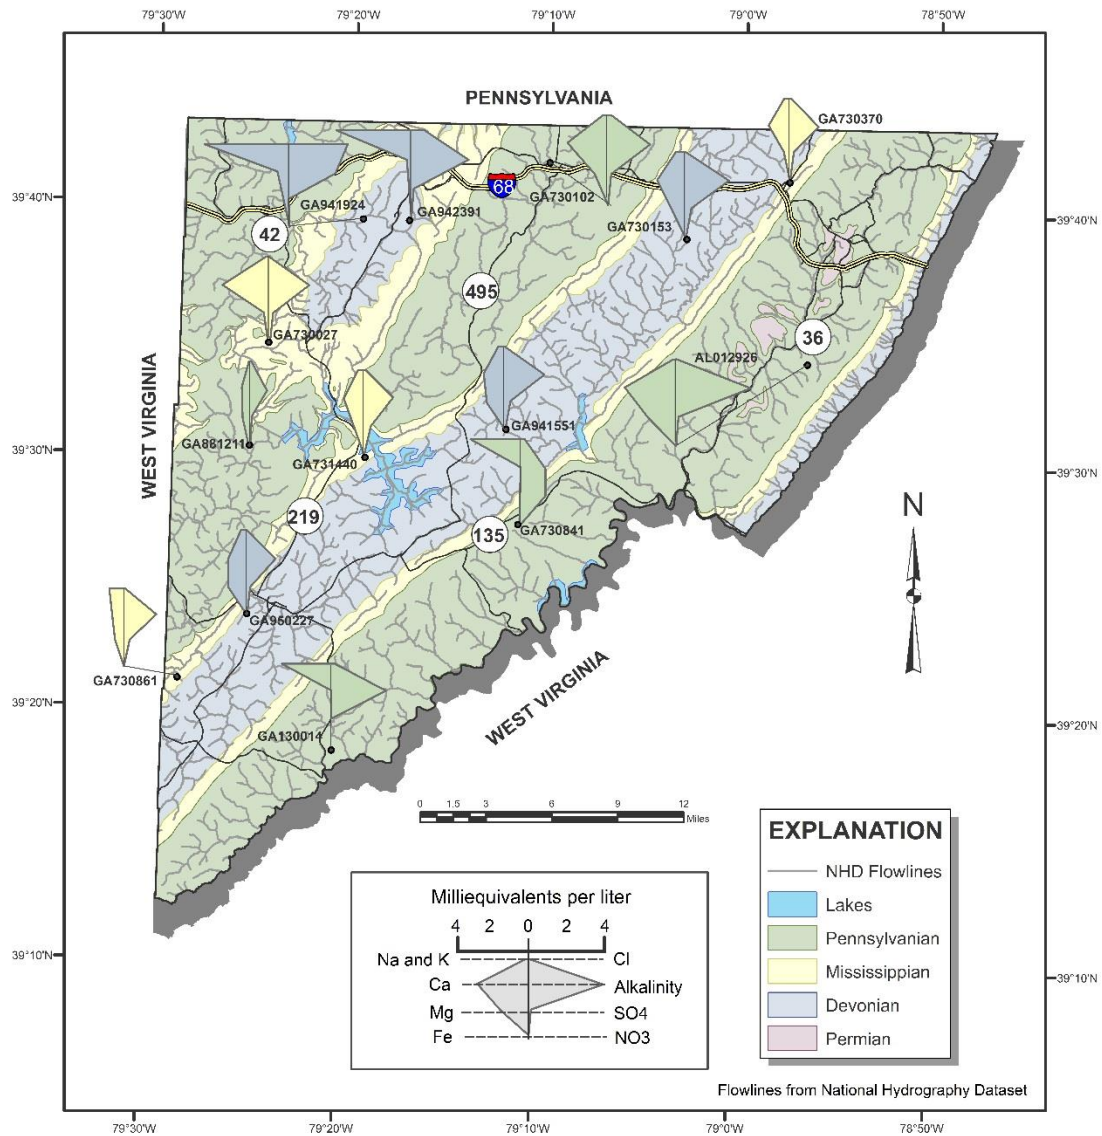 79°30'W 79°20'W 79°10'W 79°0'W 78°50'W
PENNSYLVANIA
GA730370
39°40'N
68
GA941924
GA942391
GA730102
GA730153
39°40'N
42
495
36
GA730027
AL012926
WEST VIRGINIA
GA881211
GA941551
39°30'N
GA731440
39°30'N
219
135
GA730841
N
GA950227
GA730861
WEST VIRGINIA
39°20'N
GA130014
39°20'N
0 1.5 3 6 9 12
Miles
EXPLANATION
NHD Flowlines
Lakes
Pennsylvanian
Mississippian
Devonian
Permian
Milliequivalents per liter
4 2 0 2 4
Na and K Cl
Ca Alkalinity
Mg SO4
Fe NO3
39°10'N
39°10'N
Flowlines from National Hydrography Dataset
79°30'W 79°20'W 79°10'W 79°0'W 78°50'W